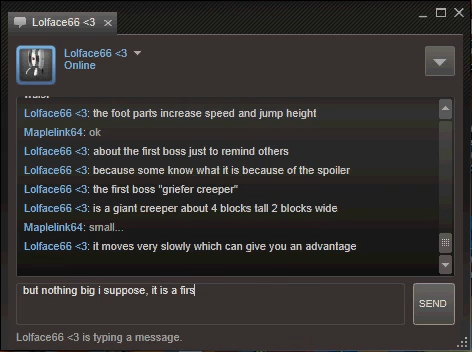 Lolface66 <3
Lolface66 <3
Online
Lolface66 <3: the foot parts increase speed and jump height
Maplelink64: ok
Lolface66 <3: about the first boss just to remind others
Lolface66 <3: because some know what it is because of the spoiler
Lolface66 <3: the first boss "griefer creeper"
Lolface66 <3: is a giant creeper about 4 blocks tall 2 blocks wide
Maplelink64: small...
Lolface66 <3: it moves very slowly which can give you an advantage
but nothing big i suppose, it is a firs
SEND
Lolface66 <3 is typing a message.